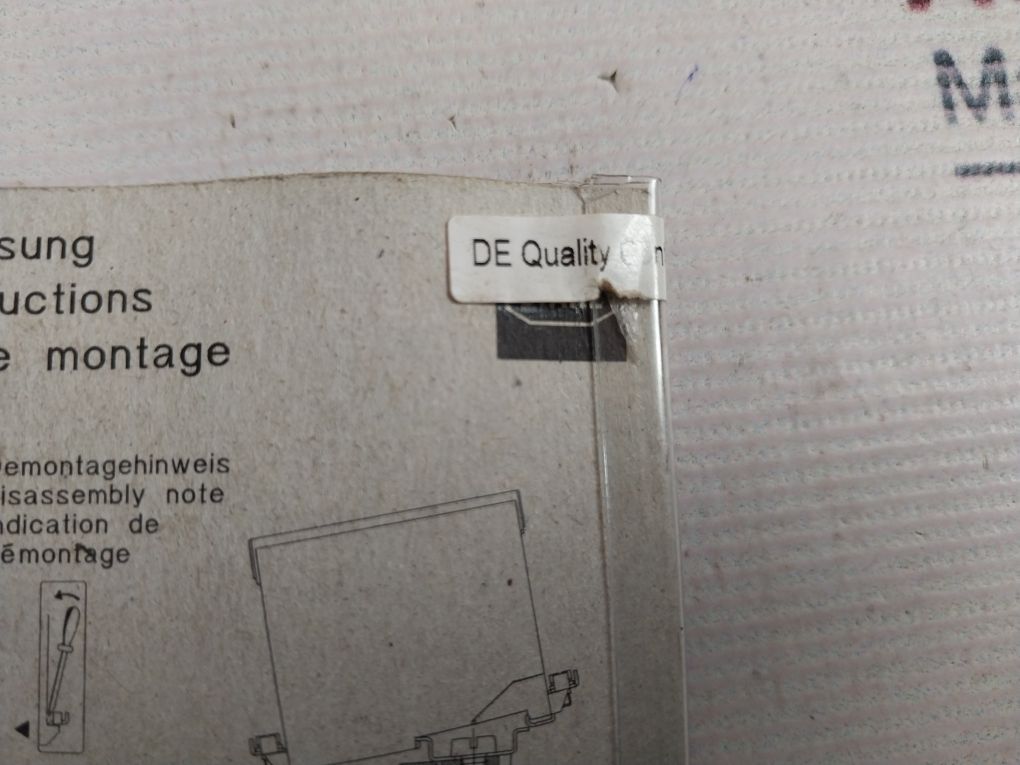 sung
uctions
e montage
DE Quality
emontagehinweis
isassembly note
ndication de
émontage
M